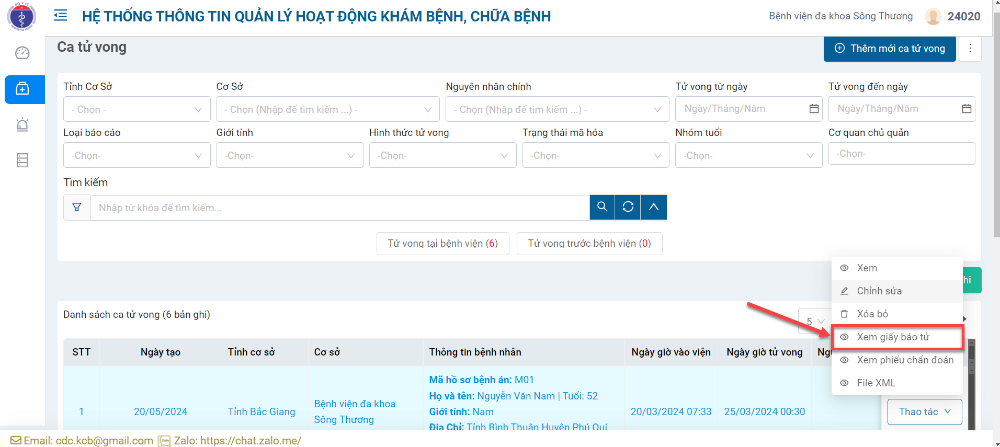 BỘ Y TẾ
MINISTRY OF HEALTH
HỆ THỐNG THÔNG TIN QUẢN LÝ HOẠT ĐỘNG KHÁM BỆNH, CHỮA BỆNH
Bệnh viện đa khoa Sông Thương
24020
Ca tử vong
Thêm mới ca tử vong
Tỉnh Cơ Sở
Cơ Sở
Nguyên nhân chính
Tử vong từ ngày
Tử vong đến ngày
- Chọn -
- Chọn (Nhập để tìm kiếm ...) -
- Chọn (Nhập để tìm kiếm ...) -
Ngày/Tháng/Năm
Ngày/Tháng/Năm
Loại báo cáo
Giới tính
Hình thức tử vong
Trạng thái mã hóa
Nhóm tuổi
Cơ quan chủ quản
-Chọn-
-Chọn-
-Chọn-
-Chọn-
-Chọn-
-Chọn-
Tìm kiếm
Nhập từ khóa để tìm kiếm...
Tử vong tại bệnh viện (6)
Tử vong trước bệnh viện (0)
Xem
hi
Chỉnh sửa
Xóa bỏ
Xem giấy báo tử
Xem phiếu chẩn đoán
File XML
Danh sách ca tử vong (6 bản ghi)
5
STT
Ngày tạo
Tỉnh cơ sở
Cơ sở
Thông tin bệnh nhân
Ngày giờ vào viện
Ngày giờ tử vong
1
20/05/2024
Tỉnh Bắc Giang
Bệnh viện đa khoa
Sông Thương
Mã hồ sơ bệnh án: M01
Họ và tên: Nguyễn Văn Nam | Tuổi: 52
Giới tính: Nam
Địa Chỉ: Tỉnh Bình Thuận Huyện Phú Quí
20/03/2024 07:33
25/03/2024 00:30
Thao tác
Email: cdc.kcb@gmail.com
Zalo
Zalo: https://chat.zalo.me/